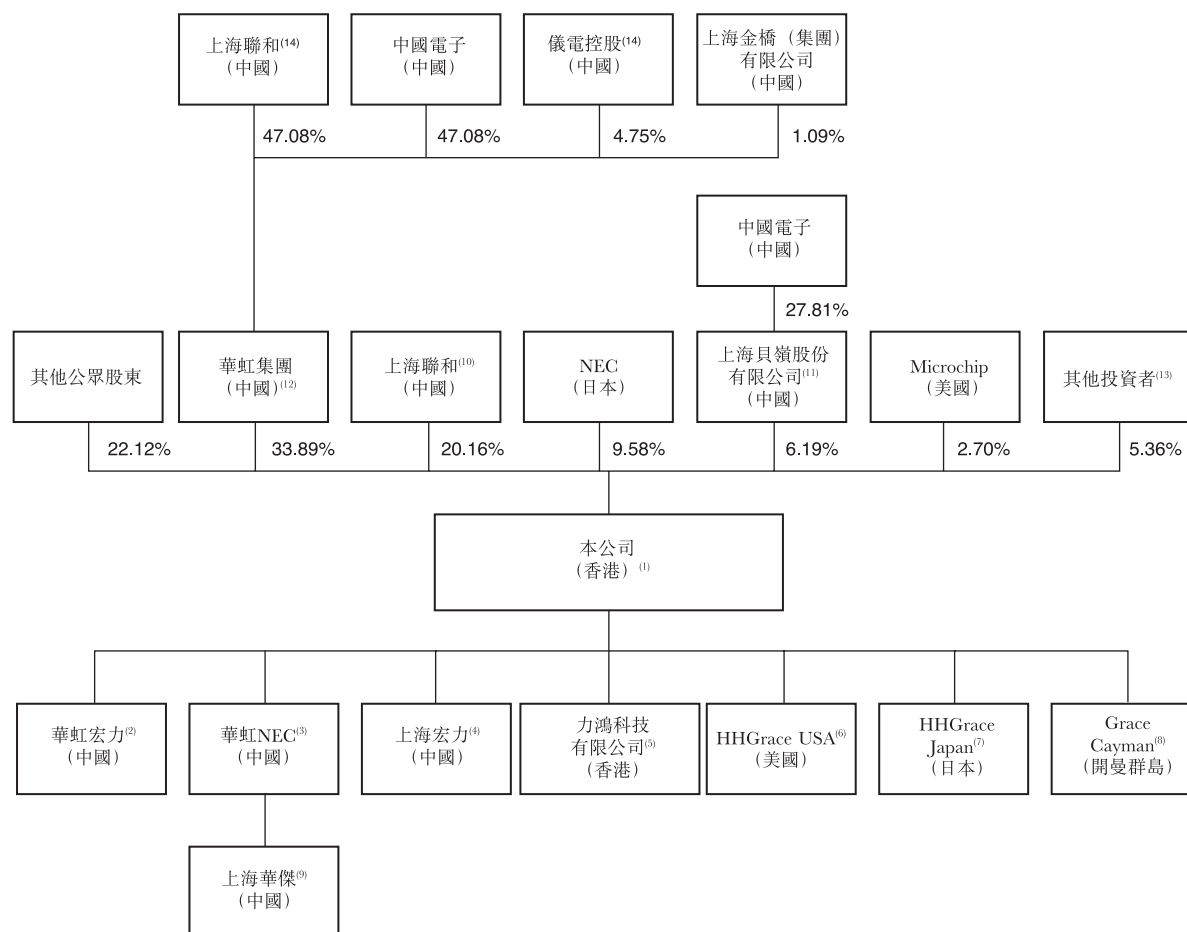 上海聯和(14)
（中國）
中國電子
（中國）
儀電控股(14)
（中國）
上海金橋（集團）
有限公司
（中國）
47.08%
47.08%
4.75%
1.09%
中國電子
（中國）
27.81%
其他公眾股東
華虹集團
（中國）(12)
上海聯和(10)
（中國）
NEC
（日本）
上海貝嶺股份
有限公司(11)
（中國）
Microchip
（美國）
其他投資者(13)
22.12%
33.89%
20.16%
9.58%
6.19%
2.70%
5.36%
本公司
（香港）(1)
華虹宏力(2)
（中國）
華虹NEC(3)
（中國）
上海宏力(4)
（中國）
力鴻科技
有限公司(5)
（香港）
HHGrace USA(6)
（美國）
HHGrace
Japan(7)
（日本）
Grace
Cayman(8)
（開曼群島）
上海華傑(9)
（中國）